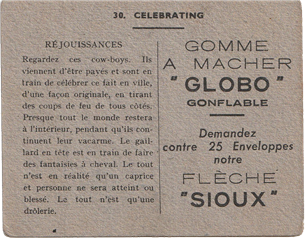 30. CELEBRATING
RÉJOUISSANCES
Regardez ces cow-boys. Ils
viennent d'être payés et sont en
train de célébrer ce fait en ville,
d'une façon originale, en tirant
des coups de feu de tous côtés.
Presque tout le monde restera
à l'intérieur, pendant qu'ils con-
tinuent leur vacarme. Le gail-
lard en tête est en train de faire
des fantaisies à cheval. Le tout
n'est en réalité qu'un caprice
et personne ne sera atteint ou
blessé. Le tout n'est qu'une
drôlerie.
GOMME
A MACHER
"GLOBO"
GONFLABLE
Demandez
contre 25 Enveloppes
notre
FLÈCHE
"SIOUX"